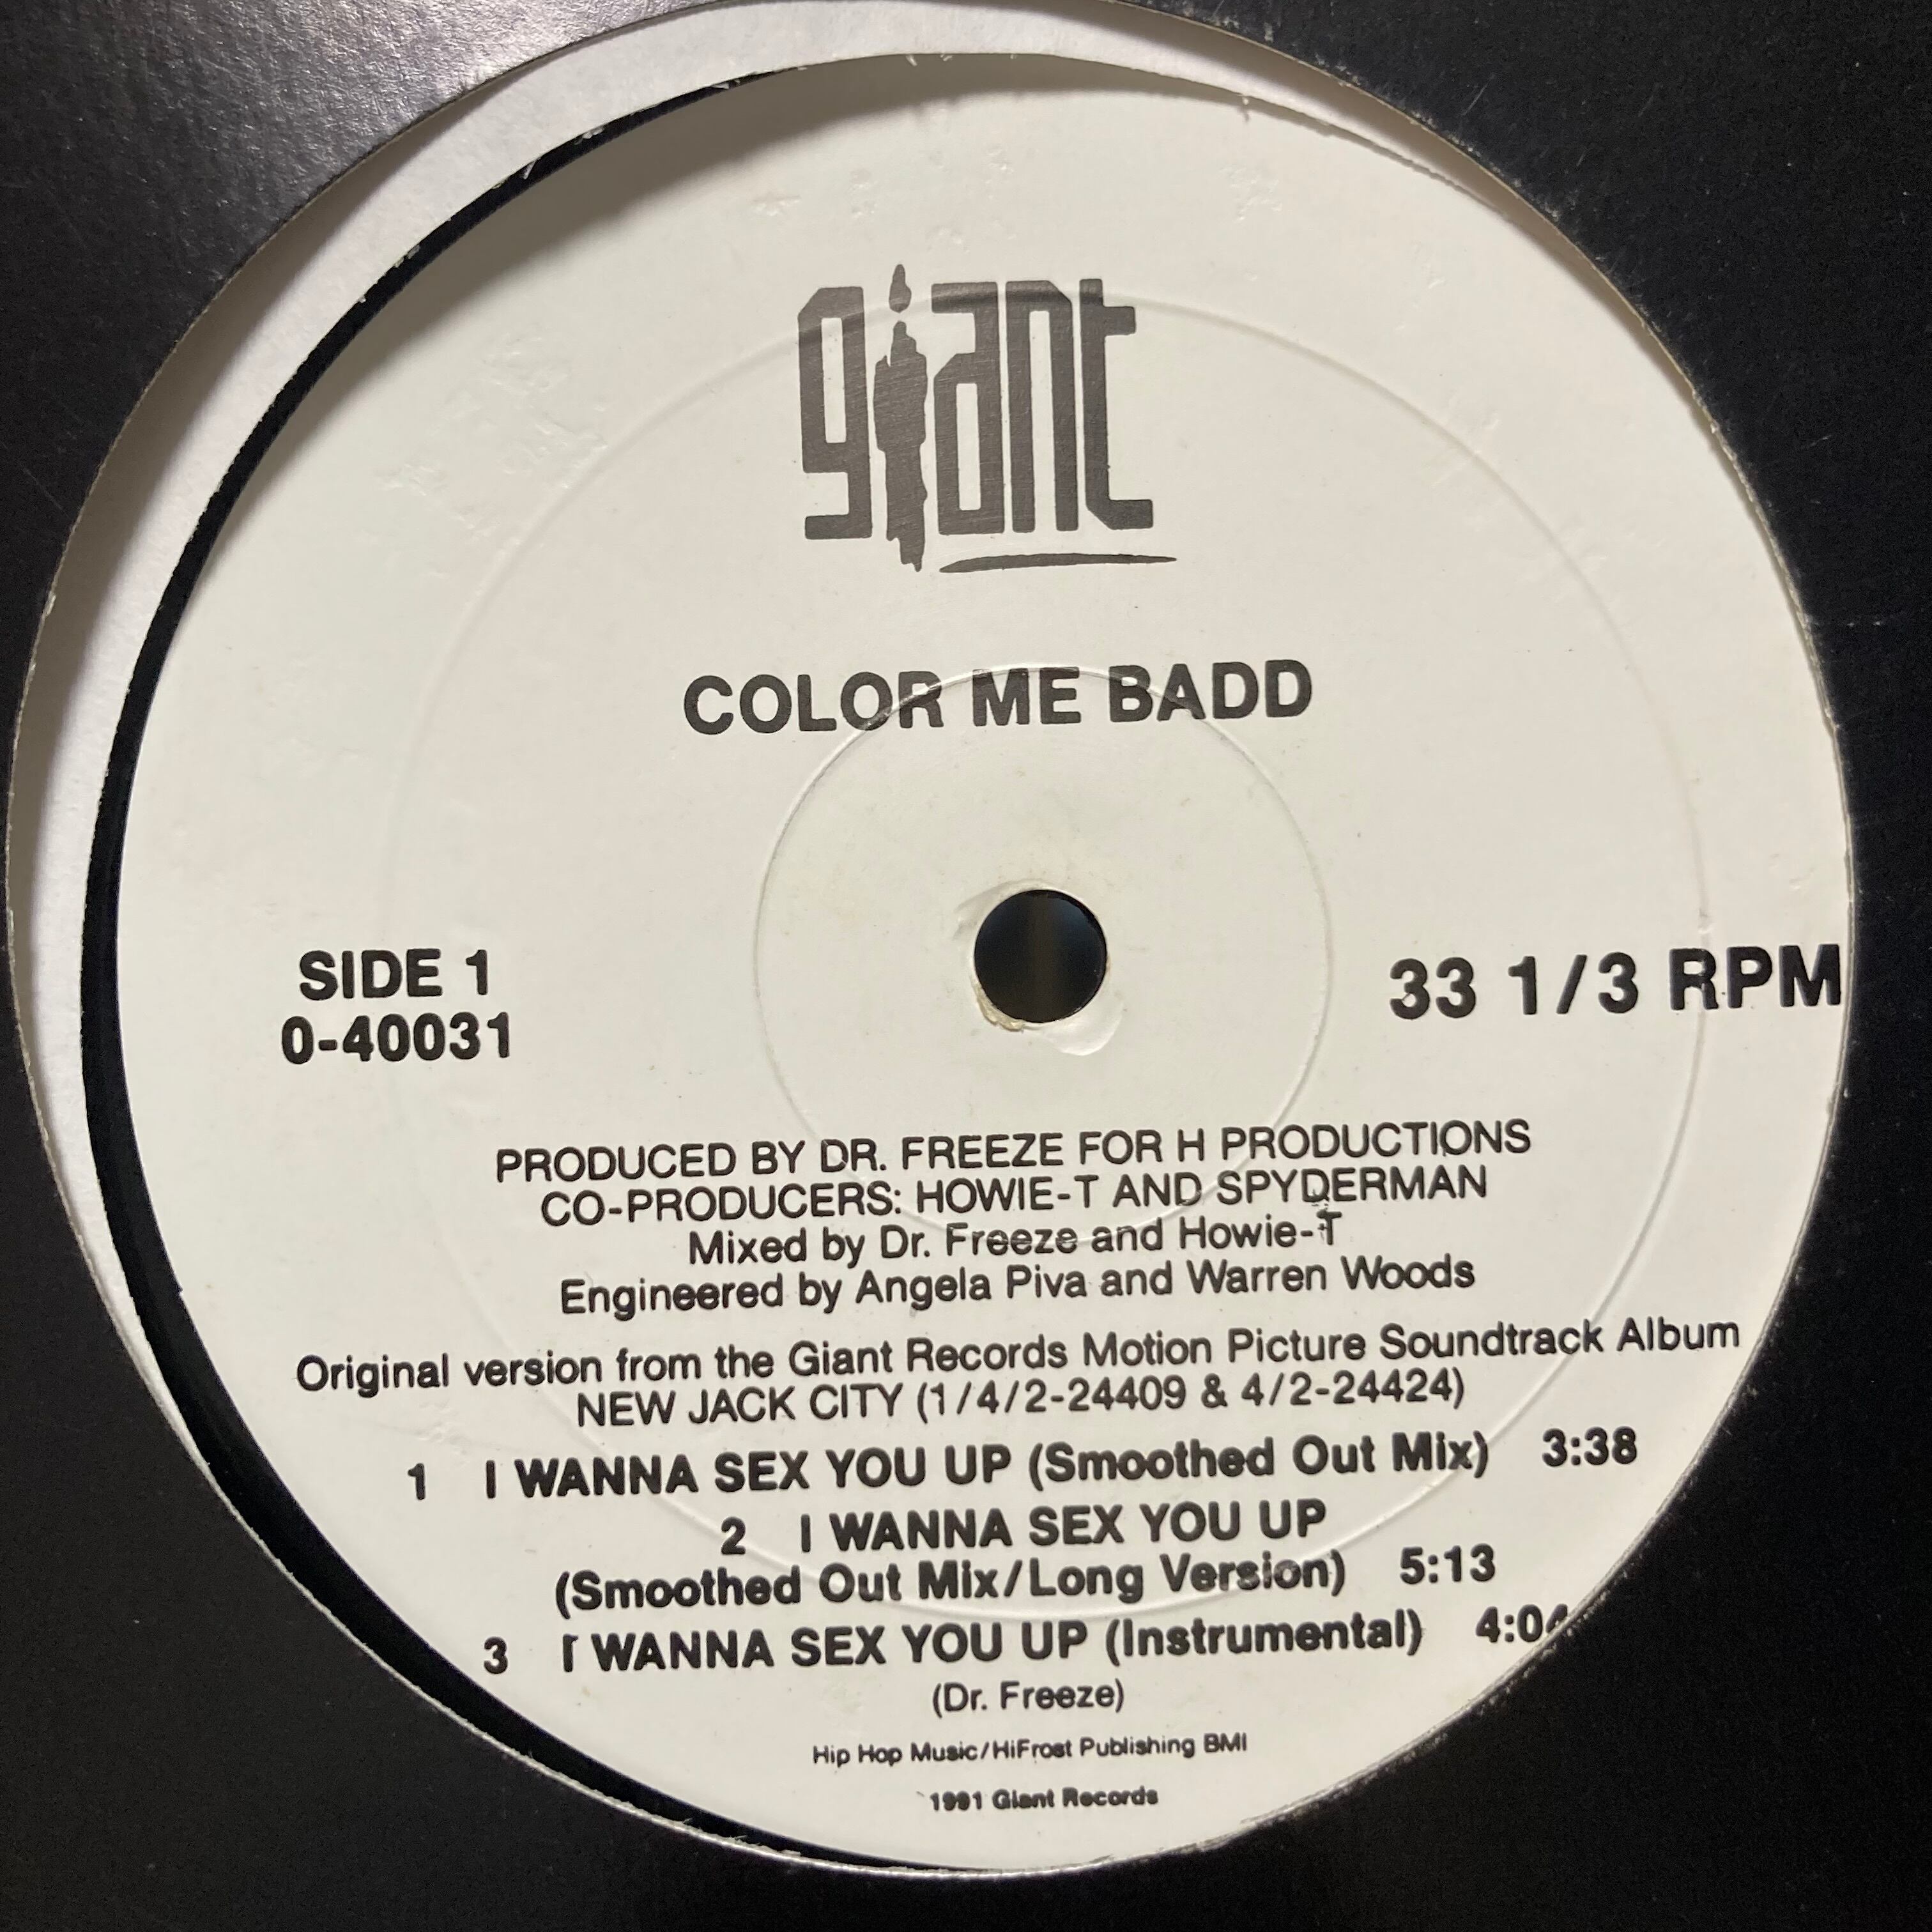 giant
COLOR ME BADD
SIDE 1
0-40031
33 1/3 RPM
PRODUCED BY DR. FREEZE FOR H PRODUCTIONS
CO-PRODUCERS: HOWIE-T AND SPYDERMAN
Mixed by Dr. Freeze and Howie-T
Engineered by Angela Piva and Warren Woods
Original version from the Giant Records Motion Picture Soundtrack Album
NEW JACK CITY (1/4/2-24409 & 4/2-24424)
1 I WANNA SEX YOU UP (Smoothed Out Mix) 3:38
2 I WANNA SEX YOU UP
(Smoothed Out Mix/Long Version) 5:13
3 I WANNA SEX YOU UP (Instrumental) 4:04
(Dr. Freeze)
Hip Hop Music/HiFrost Publishing BMI
1991 Giant Records